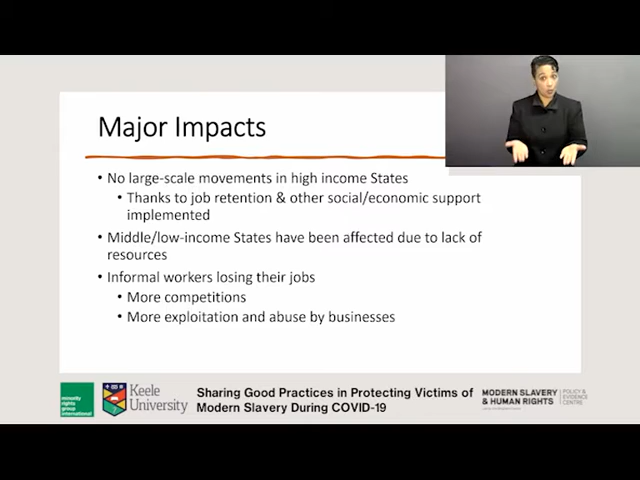 Major Impacts
• No large-scale movements in high income States
• Thanks to job retention & other social/economic support
implemented
• Middle/low-income States have been affected due to lack of
resources
• Informal workers losing their jobs
• More competitions
• More exploitation and abuse by businesses
minority
rights
group
international
Keele
University
Sharing Good Practices in Protecting Victims of
Modern Slavery During COVID-19
MODERN SLAVERY
& HUMAN RIGHTS
POLICY &
EVIDENCE
CENTRE